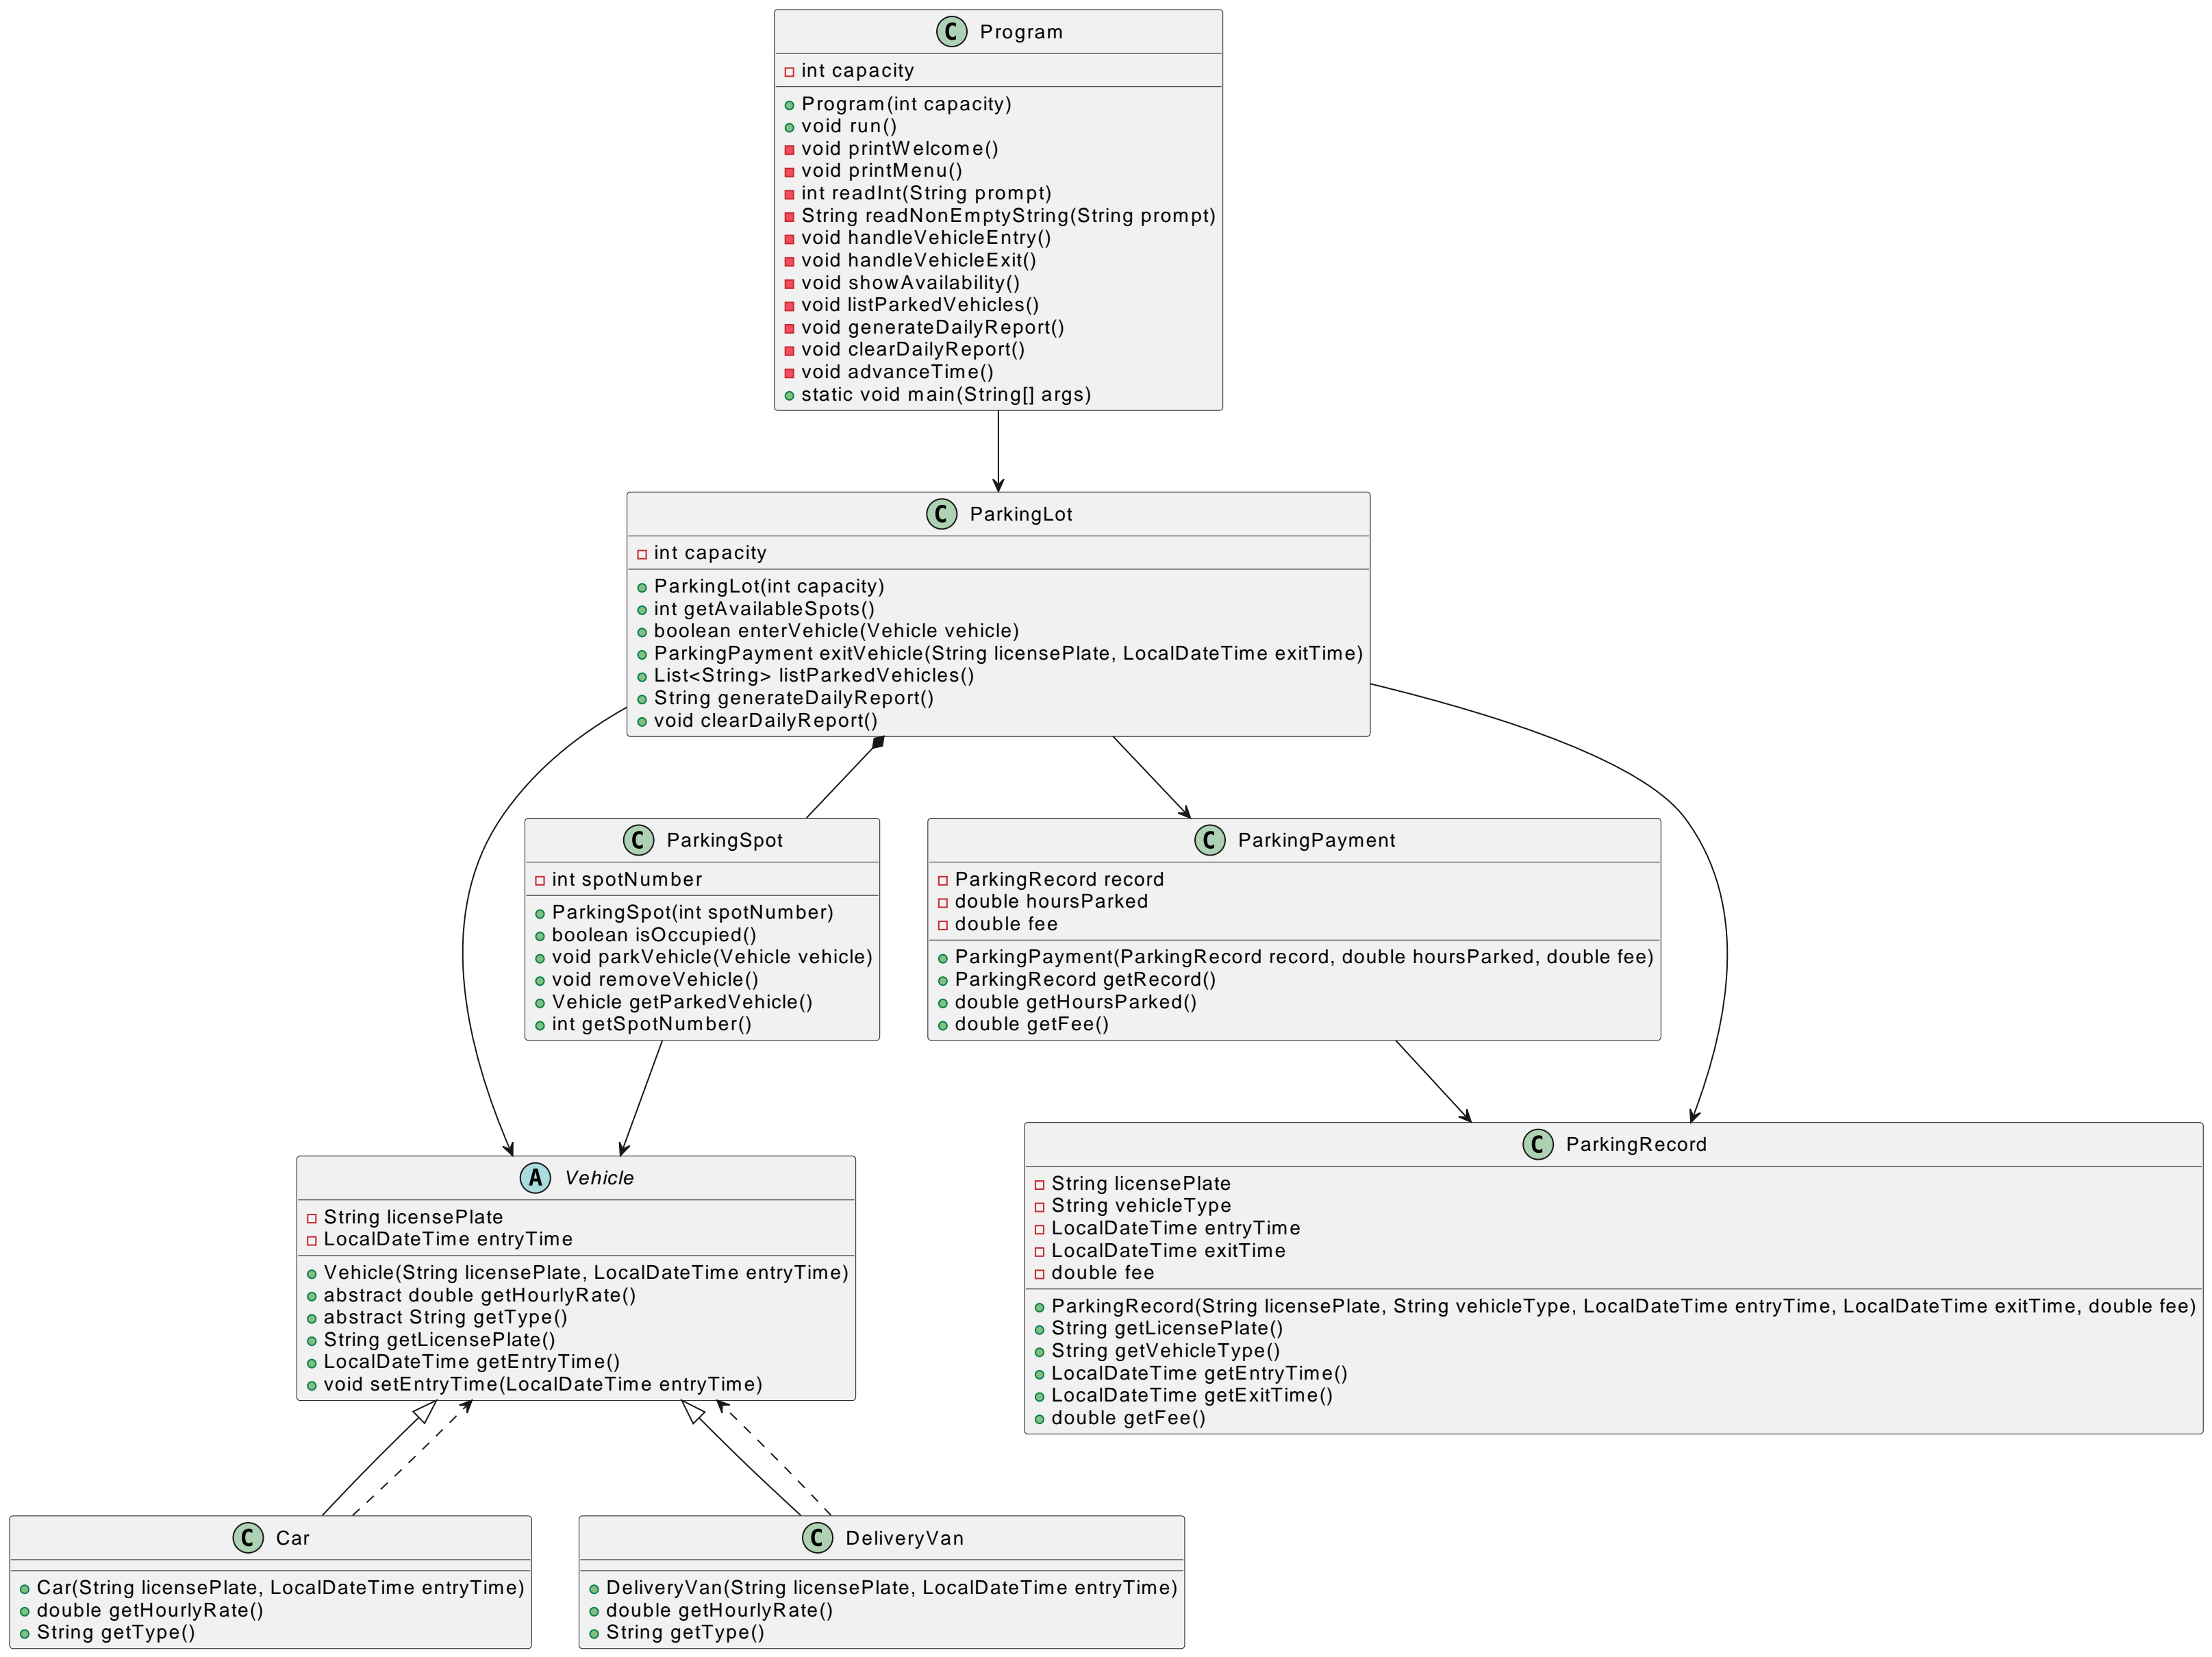 C Program
int capacity
Program(int capacity)
void run()
void printWelcome()
void printMenu()
int readInt(String prompt)
String readNonEmptyString(String prompt)
void handleVehicleEntry()
void handleVehicleExit()
void showAvailability()
void listParkedVehicles()
void generateDailyReport()
void clearDailyReport()
void advanceTime()
static void main(String[] args)
C ParkingLot
int capacity
ParkingLot(int capacity)
int getAvailableSpots()
boolean enterVehicle(Vehicle vehicle)
ParkingPayment exitVehicle(String licensePlate, LocalDateTime exitTime)
List<String> listParkedVehicles()
String generateDailyReport()
void clearDailyReport()
C ParkingSpot
int spotNumber
ParkingSpot(int spotNumber)
boolean isOccupied()
void parkVehicle(Vehicle vehicle)
void removeVehicle()
Vehicle getParkedVehicle()
int getSpotNumber()
C ParkingPayment
ParkingRecord record
double hoursParked
double fee
ParkingPayment(ParkingRecord record, double hoursParked, double fee)
ParkingRecord getRecord()
double getHoursParked()
double getFee()
A Vehicle
String licensePlate
LocalDateTime entryTime
Vehicle(String licensePlate, LocalDateTime entryTime)
abstract double getHourlyRate()
abstract String getType()
String getLicensePlate()
LocalDateTime getEntryTime()
void setEntryTime(LocalDateTime entryTime)
C ParkingRecord
String licensePlate
String vehicleType
LocalDateTime entryTime
LocalDateTime exitTime
double fee
ParkingRecord(String licensePlate, String vehicleType, LocalDateTime entryTime, LocalDateTime exitTime, double fee)
String getLicensePlate()
String getVehicleType()
LocalDateTime getEntryTime()
LocalDateTime getExitTime()
double getFee()
C Car
Car(String licensePlate, LocalDateTime entryTime)
double getHourlyRate()
String getType()
C DeliveryVan
DeliveryVan(String licensePlate, LocalDateTime entryTime)
double getHourlyRate()
String getType()